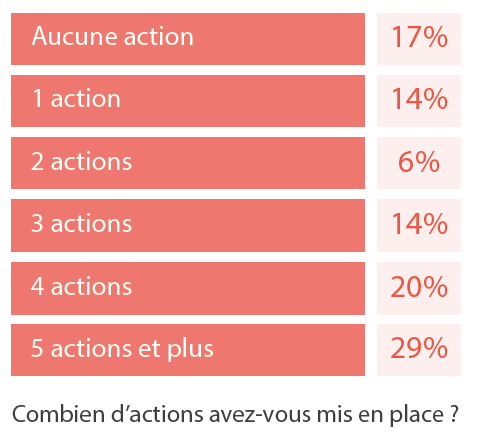 Aucune action 17%
1 action 14%
2 actions 6%
3 actions 14%
4 actions 20%
5 actions et plus 29%
Combien d’actions avez-vous mis en place ?